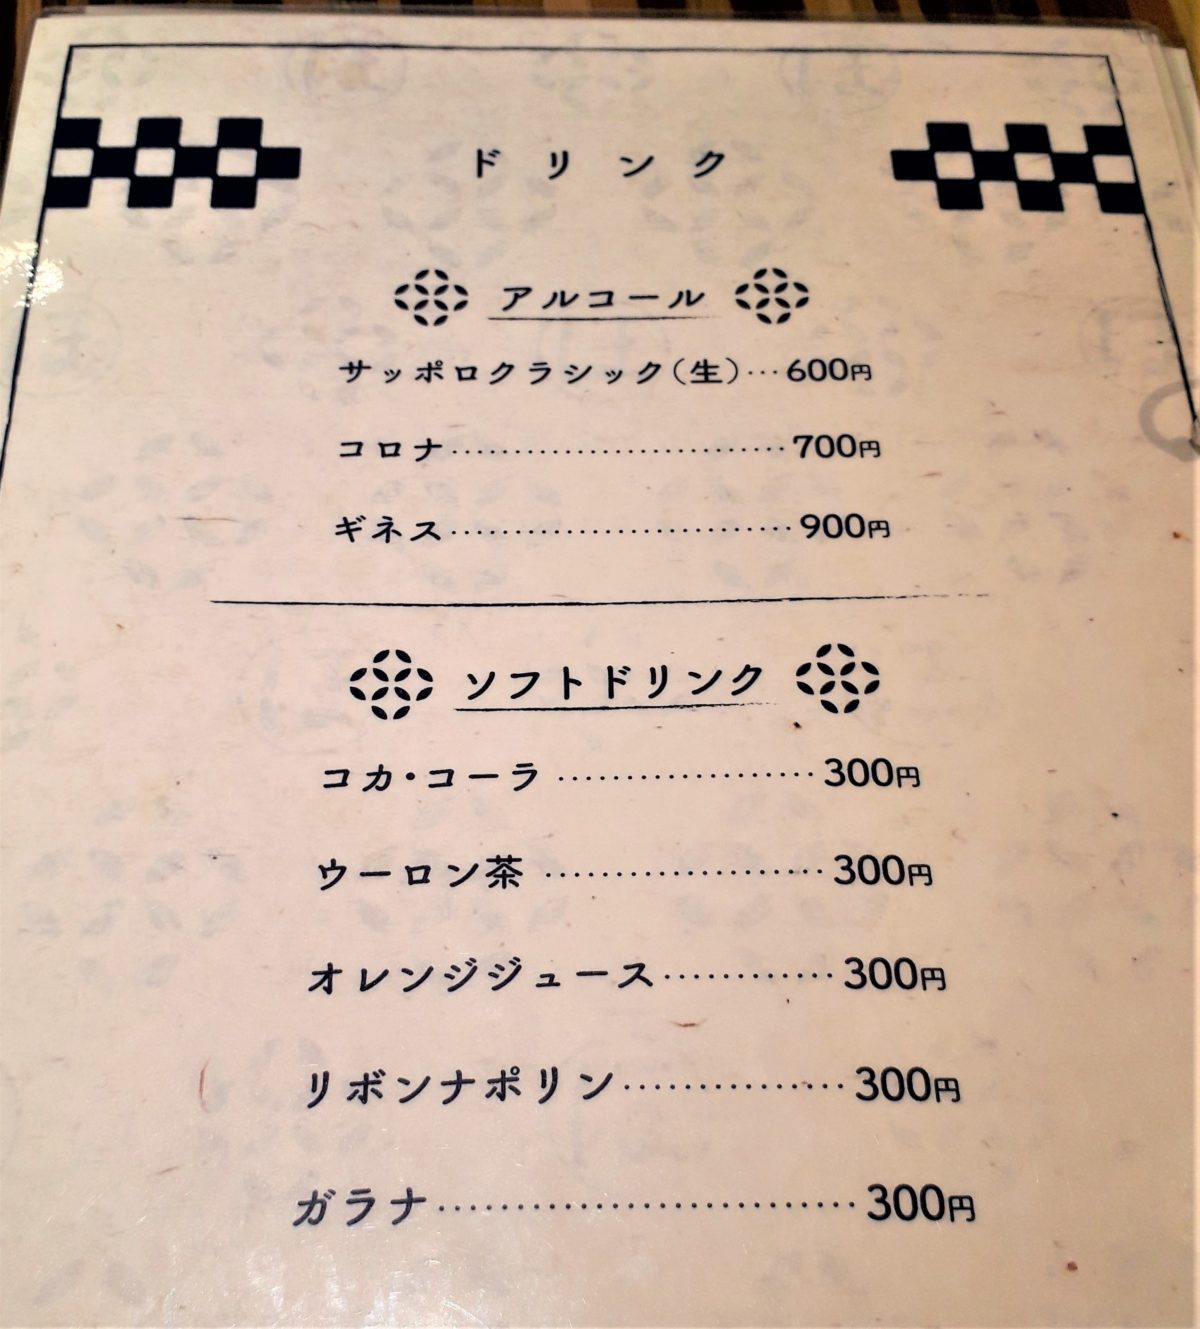 ドリンク
アルコール
サッポロクラシック(生)…600円
コロナ…………………………700円
ギネス…………………………900円
ソフトドリンク
コカ・コーラ …………………300円
ウーロン茶 …………………300円
オレンジジュース…………300円
リボンナポリン……………300円
ガラナ…………………………300円